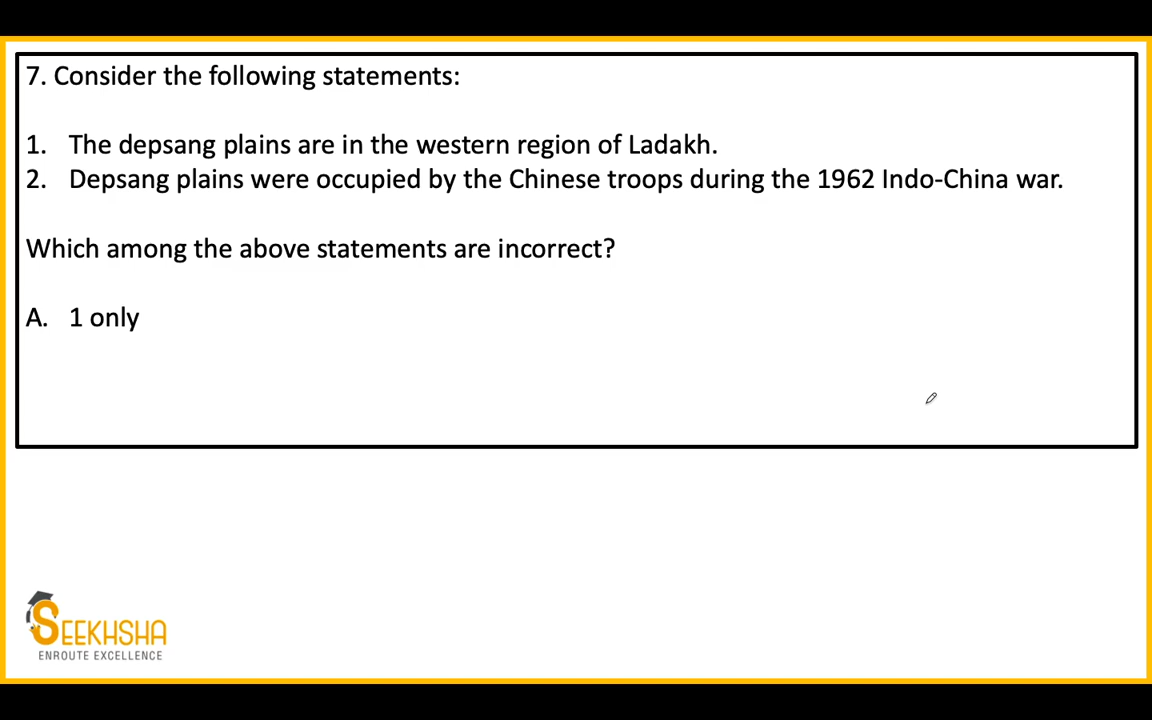 7. Consider the following statements:
1. The depsang plains are in the western region of Ladakh.
2. Depsang plains were occupied by the Chinese troops during the 1962 Indo-China war.
Which among the above statements are incorrect?
A. 1 only
SEEKHSHA
ENROUTE EXCELLENCE